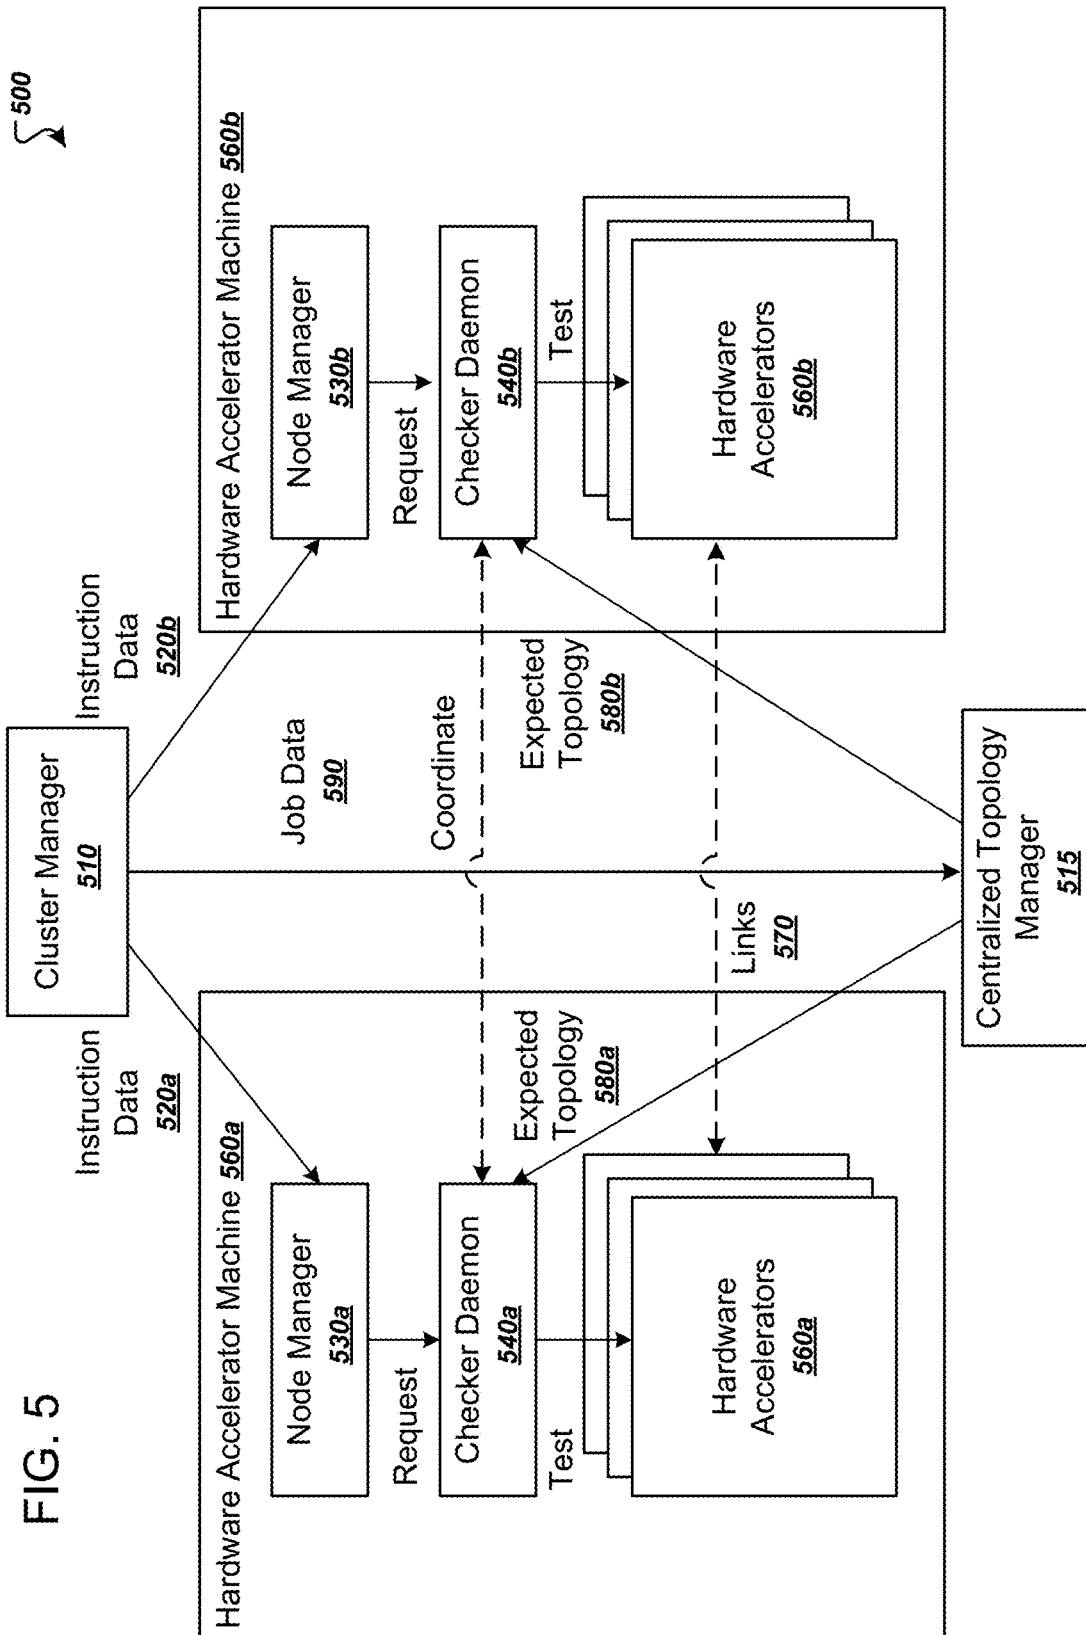 FIG. 5
500
Cluster Manager
510
Instruction
Data
520a
Instruction
Data
520b
Hardware Accelerator Machine 560a
Node Manager
530a
Request
Checker Daemon
540a
Test
Hardware
Accelerators
560a
Job Data
590
Coordinate
Expected
Topology
580a
Expected
Topology
580b
Links
570
Hardware Accelerator Machine 560b
Node Manager
530b
Request
Checker Daemon
540b
Test
Hardware
Accelerators
560b
Centralized Topology
Manager
515